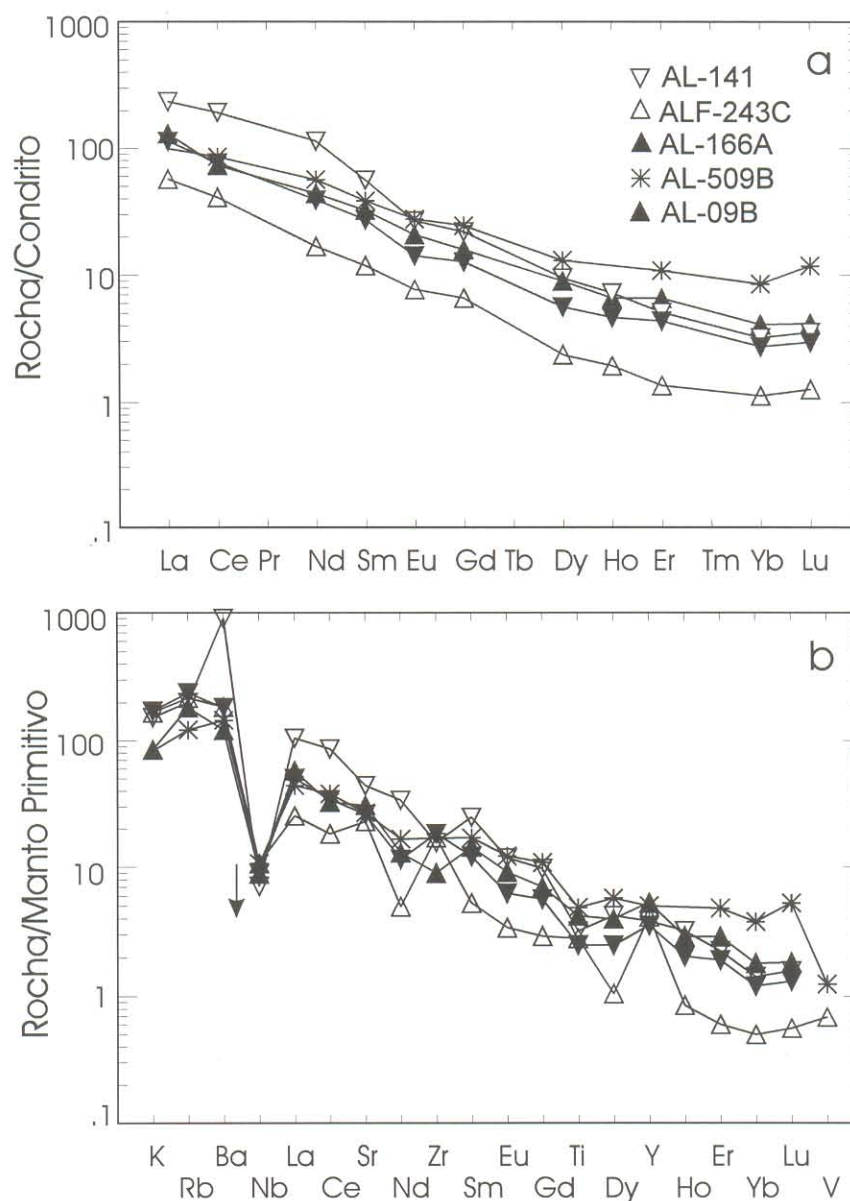 1000
100
10
1
.1
Rocha/Condrito
a
AL-141
ALF-243C
AL-166A
AL-509B
AL-09B
La Ce Pr Nd Sm Eu Gd Tb Dy Ho Er Tm Yb Lu
1000
100
10
1
.1
Rocha/Manto Primitivo
b
K Ba La Sr Zr Eu Ti Y Er Lu
Rb Nb Ce Nd Sm Gd Dy Ho Yb V